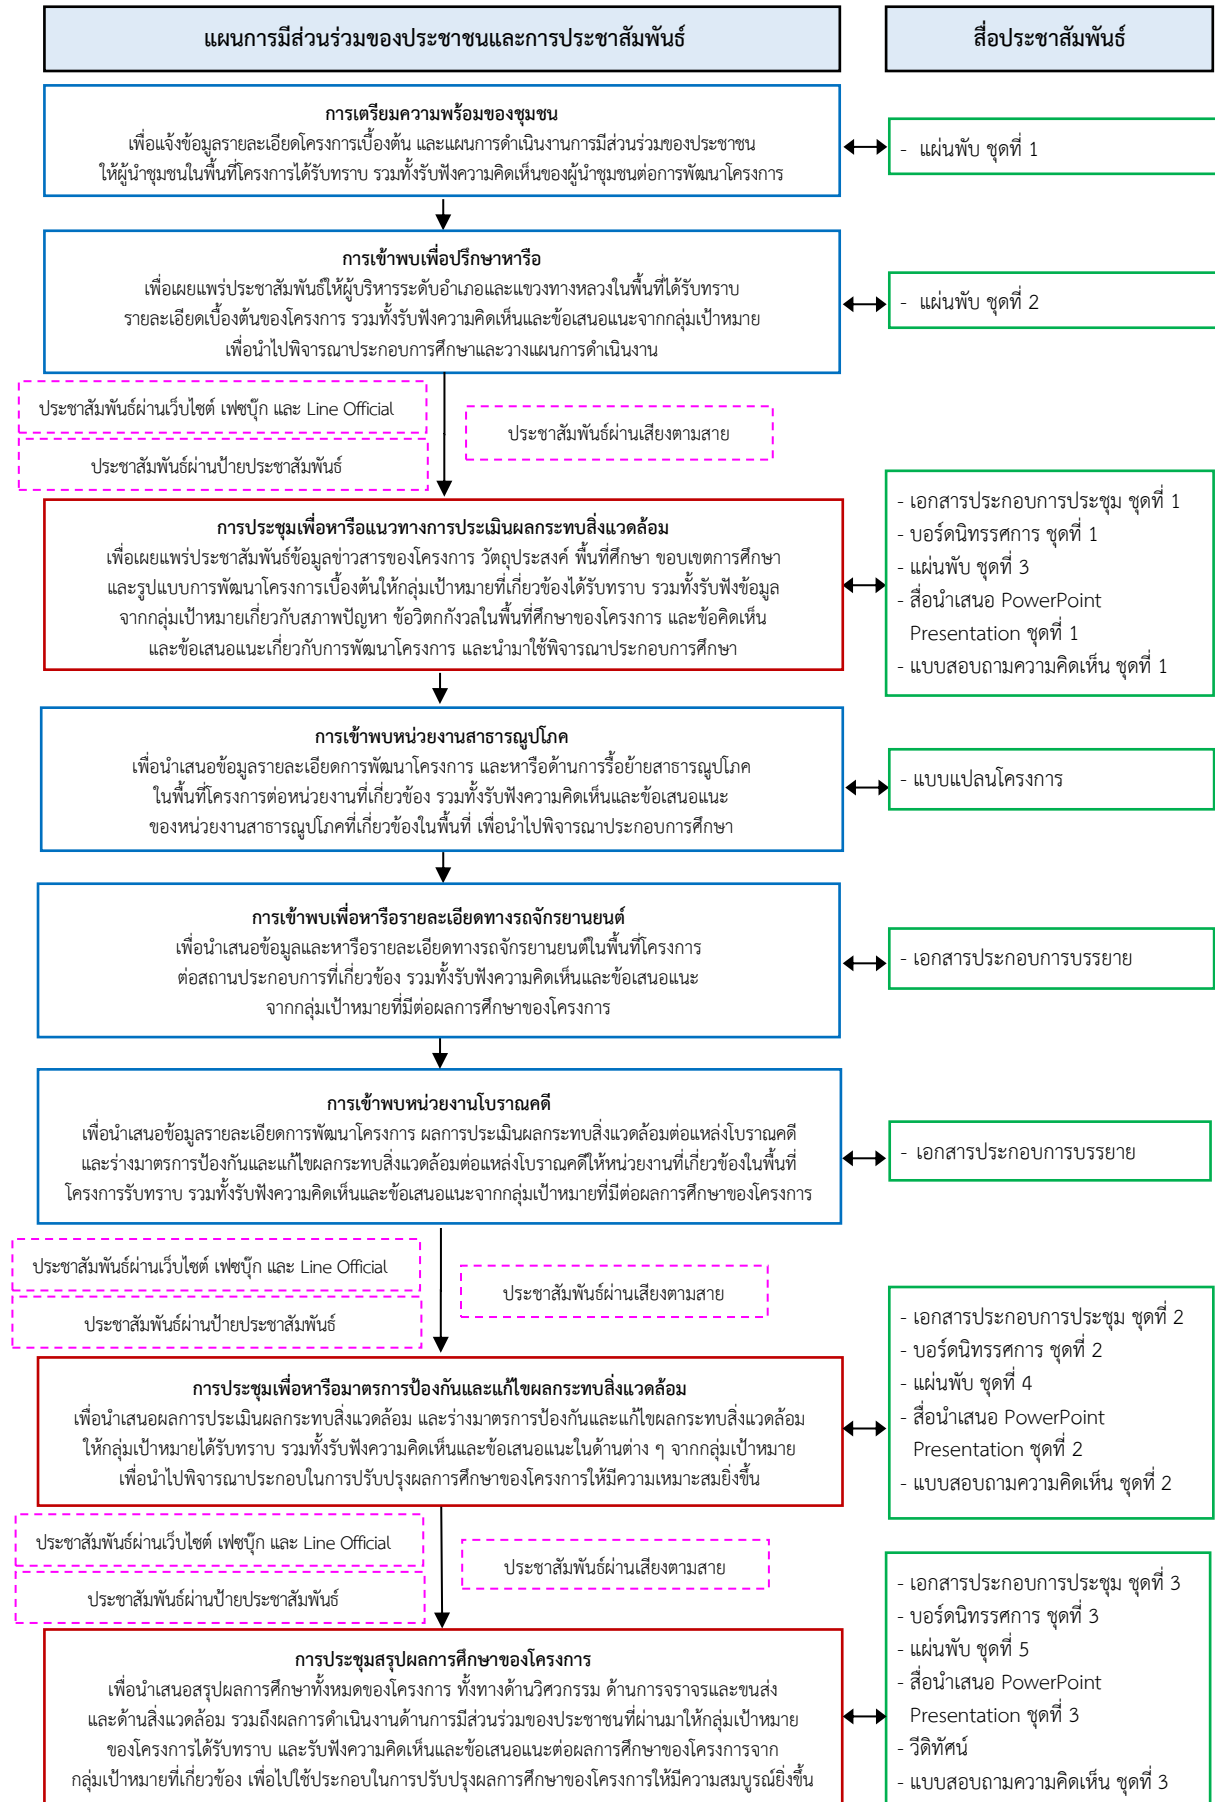 แผนการมีส่วนร่วมของประชาชนและการประชาสัมพันธ์
สื่อประชาสัมพันธ์
การเตรียมความพร้อมของชุมชน
เพื่อแจ้งข้อมูลรายละเอียดโครงการเบื้องต้น และแผนการดำเนินงานการมีส่วนร่วมของประชาชน
ให้ผู้นำชุมชนในพื้นที่โครงการได้รับทราบ รวมทั้งรับฟังความคิดเห็นของผู้นำชุมชนต่อการพัฒนาโครงการ
- แผ่นพับ ชุดที่ 1
การเข้าพบเพื่อปรึกษาหารือ
เพื่อเผยแพร่ประชาสัมพันธ์ให้ผู้บริหารระดับอำเภอและแขวงทางหลวงในพื้นที่ได้รับทราบ
รายละเอียดเบื้องต้นของโครงการ รวมทั้งรับฟังความคิดเห็นและข้อเสนอแนะจากกลุ่มเป้าหมาย
เพื่อนำไปพิจารณาประกอบการศึกษาและวางแผนการดำเนินงาน
- แผ่นพับ ชุดที่ 2
ประชาสัมพันธ์ผ่านเว็บไซต์ เฟซบุ๊ก และ Line Official
ประชาสัมพันธ์ผ่านเสียงตามสาย
ประชาสัมพันธ์ผ่านป้ายประชาสัมพันธ์
การประชุมเพื่อหารือแนวทางการประเมินผลกระทบสิ่งแวดล้อม
เพื่อเผยแพร่ประชาสัมพันธ์ข้อมูลข่าวสารของโครงการ วัตถุประสงค์ พื้นที่ศึกษา ขอบเขตการศึกษา
และรูปแบบการพัฒนาโครงการเบื้องต้นให้กลุ่มเป้าหมายที่เกี่ยวข้องได้รับทราบ รวมทั้งรับฟังข้อมูล
จากกลุ่มเป้าหมายเกี่ยวกับสภาพปัญหา ข้อวิตกกังวลในพื้นที่ศึกษาของโครงการ และข้อคิดเห็น
และข้อเสนอแนะเกี่ยวกับการพัฒนาโครงการ และนำมาใช้พิจารณาประกอบการศึกษา
- เอกสารประกอบการประชุม ชุดที่ 1
- บอร์ดนิทรรศการ ชุดที่ 1
- แผ่นพับ ชุดที่ 3
- สื่อนำเสนอ PowerPoint
Presentation ชุดที่ 1
- แบบสอบถามความคิดเห็น ชุดที่ 1
การเข้าพบหน่วยงานสาธารณูปโภค
เพื่อนำเสนอข้อมูลรายละเอียดการพัฒนาโครงการ และหารือด้านการรื้อย้ายสาธารณูปโภค
ในพื้นที่โครงการต่อหน่วยงานที่เกี่ยวข้อง รวมทั้งรับฟังความคิดเห็นและข้อเสนอแนะ
ของหน่วยงานสาธารณูปโภคที่เกี่ยวข้องในพื้นที่ เพื่อนำไปพิจารณาประกอบการศึกษา
- แบบแปลนโครงการ
การเข้าพบเพื่อหารือรายละเอียดทางรถจักรยานยนต์
เพื่อนำเสนอข้อมูลและหารือรายละเอียดทางรถจักรยานยนต์ในพื้นที่โครงการ
ต่อสถานประกอบการที่เกี่ยวข้อง รวมทั้งรับฟังความคิดเห็นและข้อเสนอแนะ
จากกลุ่มเป้าหมายที่มีต่อผลการศึกษาของโครงการ
- เอกสารประกอบการบรรยาย
การเข้าพบหน่วยงานโบราณคดี
เพื่อนำเสนอข้อมูลรายละเอียดการพัฒนาโครงการ ผลการประเมินผลกระทบสิ่งแวดล้อมต่อแหล่งโบราณคดี
และร่างมาตรการป้องกันและแก้ไขผลกระทบสิ่งแวดล้อมต่อแหล่งโบราณคดีให้หน่วยงานที่เกี่ยวข้องในพื้นที่
โครงการรับทราบ รวมทั้งรับฟังความคิดเห็นและข้อเสนอแนะจากกลุ่มเป้าหมายที่มีต่อผลการศึกษาของโครงการ
- เอกสารประกอบการบรรยาย
ประชาสัมพันธ์ผ่านเว็บไซต์ เฟซบุ๊ก และ Line Official
ประชาสัมพันธ์ผ่านเสียงตามสาย
ประชาสัมพันธ์ผ่านป้ายประชาสัมพันธ์
การประชุมเพื่อหารือมาตรการป้องกันและแก้ไขผลกระทบสิ่งแวดล้อม
เพื่อนำเสนอผลการประเมินผลกระทบสิ่งแวดล้อม และร่างมาตรการป้องกันและแก้ไขผลกระทบสิ่งแวดล้อม
ให้กลุ่มเป้าหมายได้รับทราบ รวมทั้งรับฟังความคิดเห็นและข้อเสนอแนะในด้านต่าง ๆ จากกลุ่มเป้าหมาย
เพื่อนำไปพิจารณาประกอบในการปรับปรุงผลการศึกษาของโครงการให้มีความเหมาะสมยิ่งขึ้น
- เอกสารประกอบการประชุม ชุดที่ 2
- บอร์ดนิทรรศการ ชุดที่ 2
- แผ่นพับ ชุดที่ 4
- สื่อนำเสนอ PowerPoint
Presentation ชุดที่ 2
- แบบสอบถามความคิดเห็น ชุดที่ 2
ประชาสัมพันธ์ผ่านเว็บไซต์ เฟซบุ๊ก และ Line Official
ประชาสัมพันธ์ผ่านเสียงตามสาย
ประชาสัมพันธ์ผ่านป้ายประชาสัมพันธ์
การประชุมสรุปผลการศึกษาของโครงการ
เพื่อนำเสนอสรุปผลการศึกษาทั้งหมดของโครงการ ทั้งทางด้านวิศวกรรม ด้านการจราจรและขนส่ง
และด้านสิ่งแวดล้อม รวมถึงผลการดำเนินงานด้านการมีส่วนร่วมของประชาชนที่ผ่านมาให้กลุ่มเป้าหมาย
ของโครงการได้รับทราบ และรับฟังความคิดเห็นและข้อเสนอแนะต่อผลการศึกษาของโครงการจาก
กลุ่มเป้าหมายที่เกี่ยวข้อง เพื่อไปใช้ประกอบในการปรับปรุงผลการศึกษาของโครงการให้มีความสมบูรณ์ยิ่งขึ้น
- เอกสารประกอบการประชุม ชุดที่ 3
- บอร์ดนิทรรศการ ชุดที่ 3
- แผ่นพับ ชุดที่ 5
- สื่อนำเสนอ PowerPoint
Presentation ชุดที่ 3
- วีดิทัศน์
- แบบสอบถามความคิดเห็น ชุดที่ 3